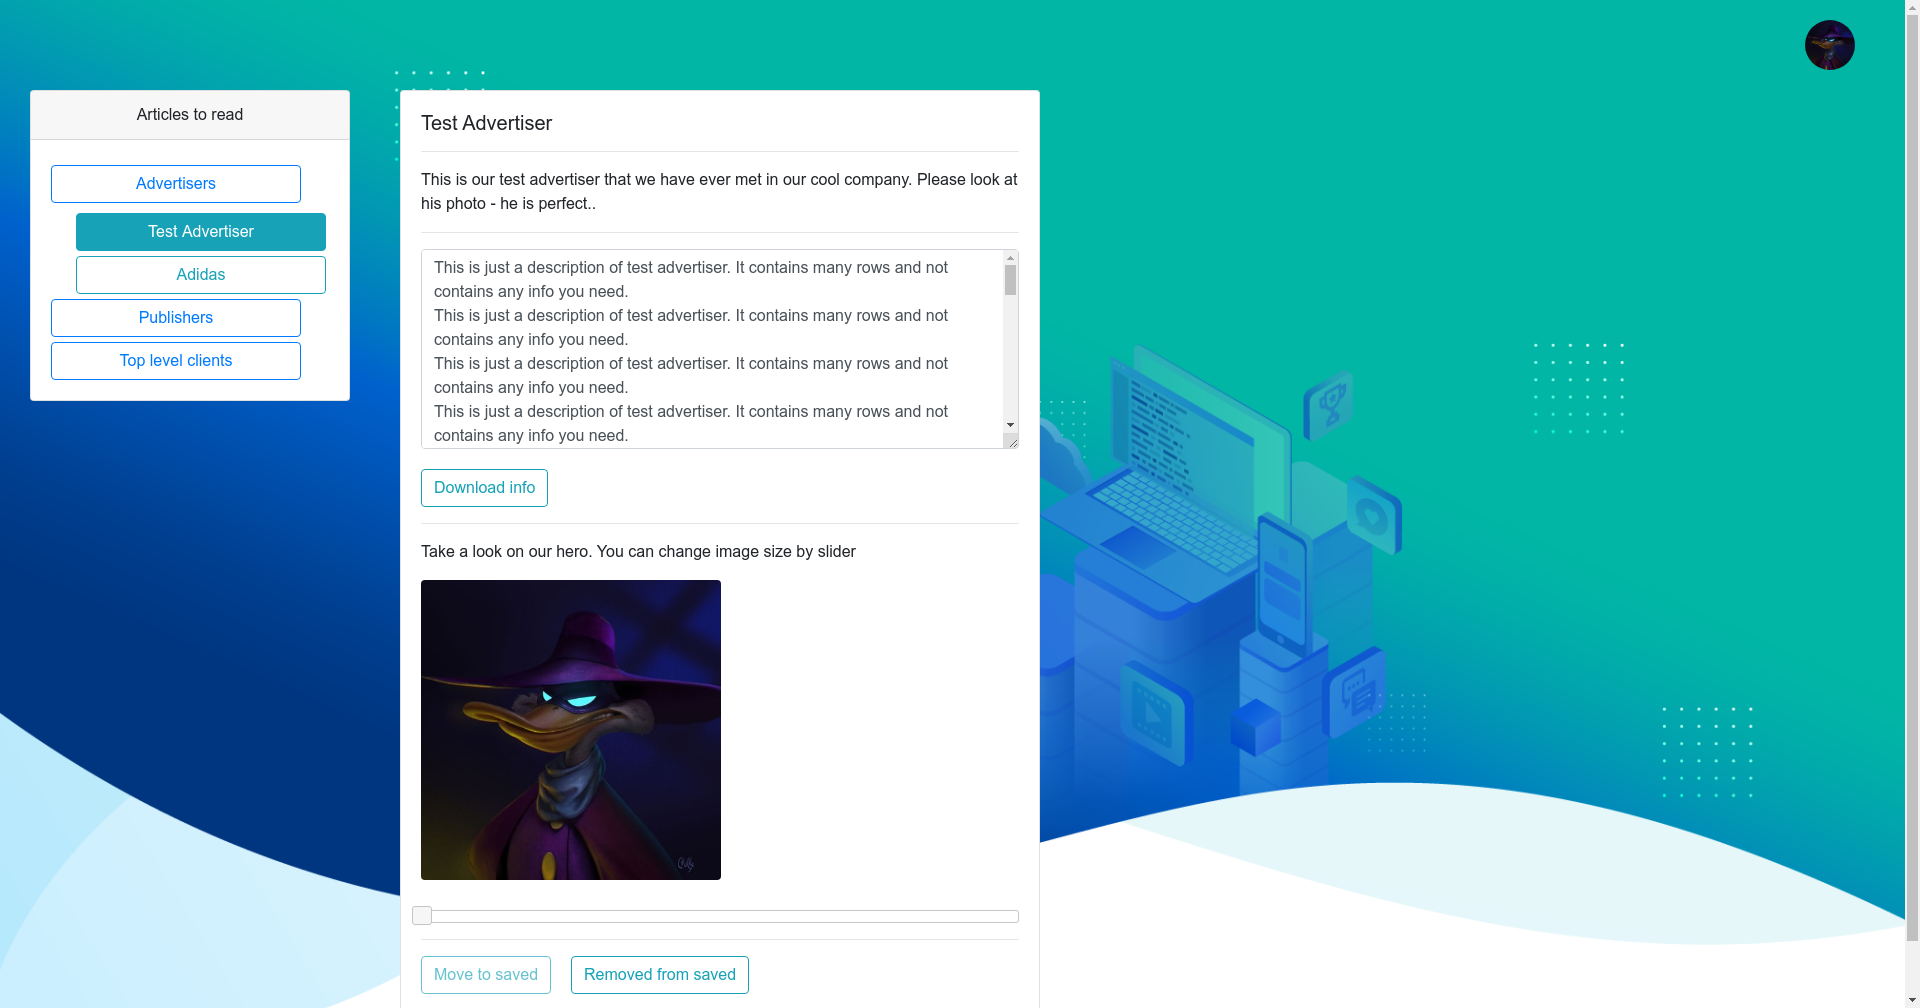 Articles to read
Advertisers
Test Advertiser
Adidas
Publishers
Top level clients
Test Advertiser
This is our test advertiser that we have ever met in our cool company. Please look at
his photo - he is perfect..
This is just a description of test advertiser. It contains many rows and not
contains any info you need.
This is just a description of test advertiser. It contains many rows and not
contains any info you need.
This is just a description of test advertiser. It contains many rows and not
contains any info you need.
This is just a description of test advertiser. It contains many rows and not
contains any info you need.
Download info
Take a look on our hero. You can change image size by slider
Move to saved
Removed from saved